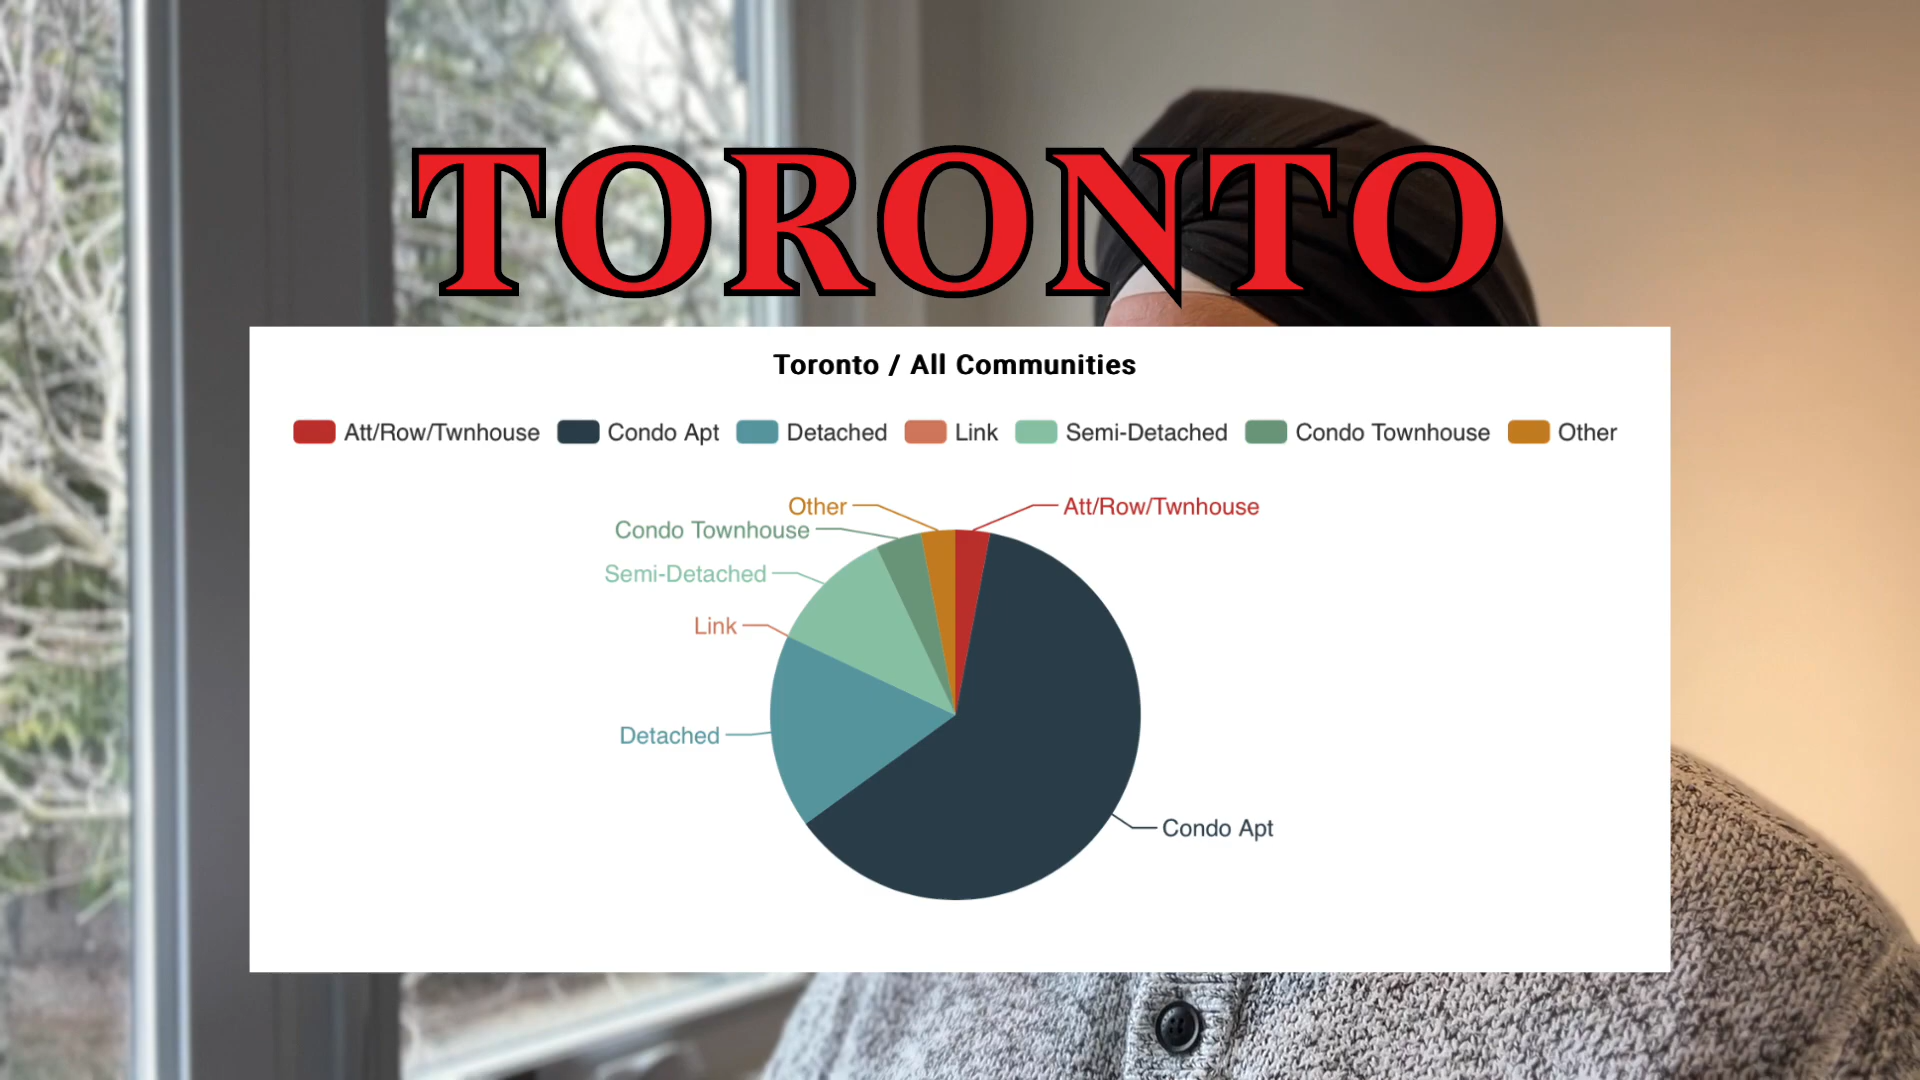 TORONTO
Toronto / All Communities
Att/Row/Twnhouse Condo Apt Detached Link Semi-Detached Condo Townhouse Other
Other
Att/Row/Twnhouse
Condo Townhouse
Semi-Detached
Link
Detached
Condo Apt